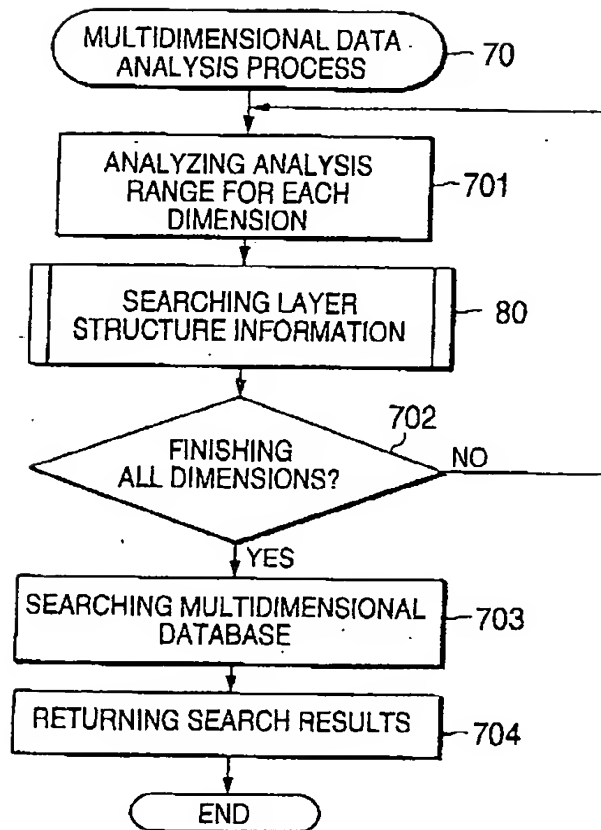 MULTIDIMENSIONAL DATA
ANALYSIS PROCESS
70
ANALYZING ANALYSIS
RANGE FOR EACH
DIMENSION
701
SEARCHING LAYER
STRUCTURE INFORMATION
80
702
FINISHING
ALL DIMENSIONS?
NO
YES
SEARCHING MULTIDIMENSIONAL
DATABASE
703
RETURNING SEARCH RESULTS
704
END